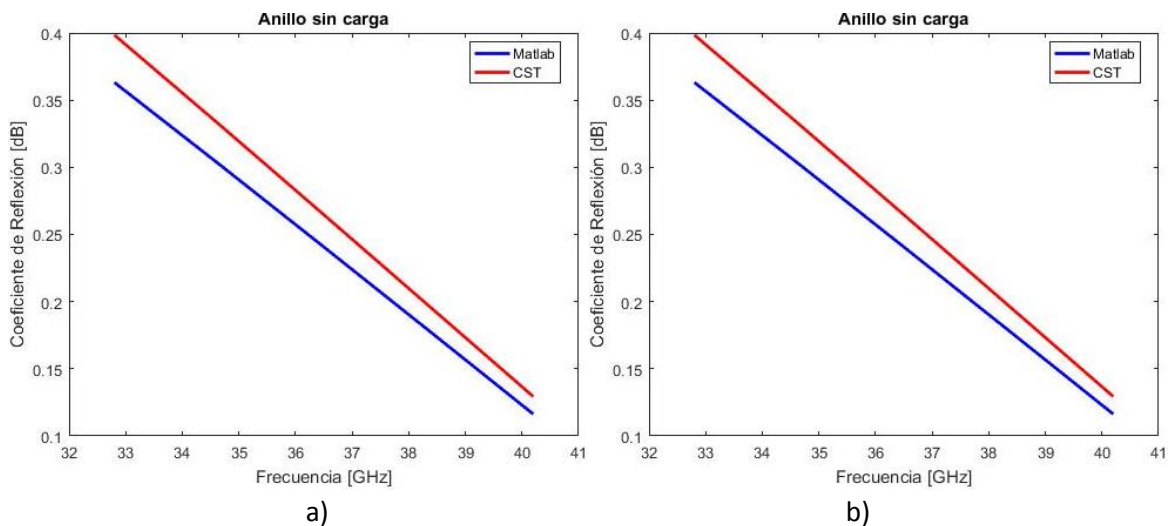 Anillo sin carga
0.4
0.35
0.3
0.25
0.2
0.15
0.1
Coeficiente de Reflexión [dB]
Matlab
CST
32 33 34 35 36 37 38 39 40 41
Frecuencia [GHz]
a)
Anillo sin carga
0.4
0.35
0.3
0.25
0.2
0.15
0.1
Coeficiente de Reflexión [dB]
Matlab
CST
32 33 34 35 36 37 38 39 40 41
Frecuencia [GHz]
b)